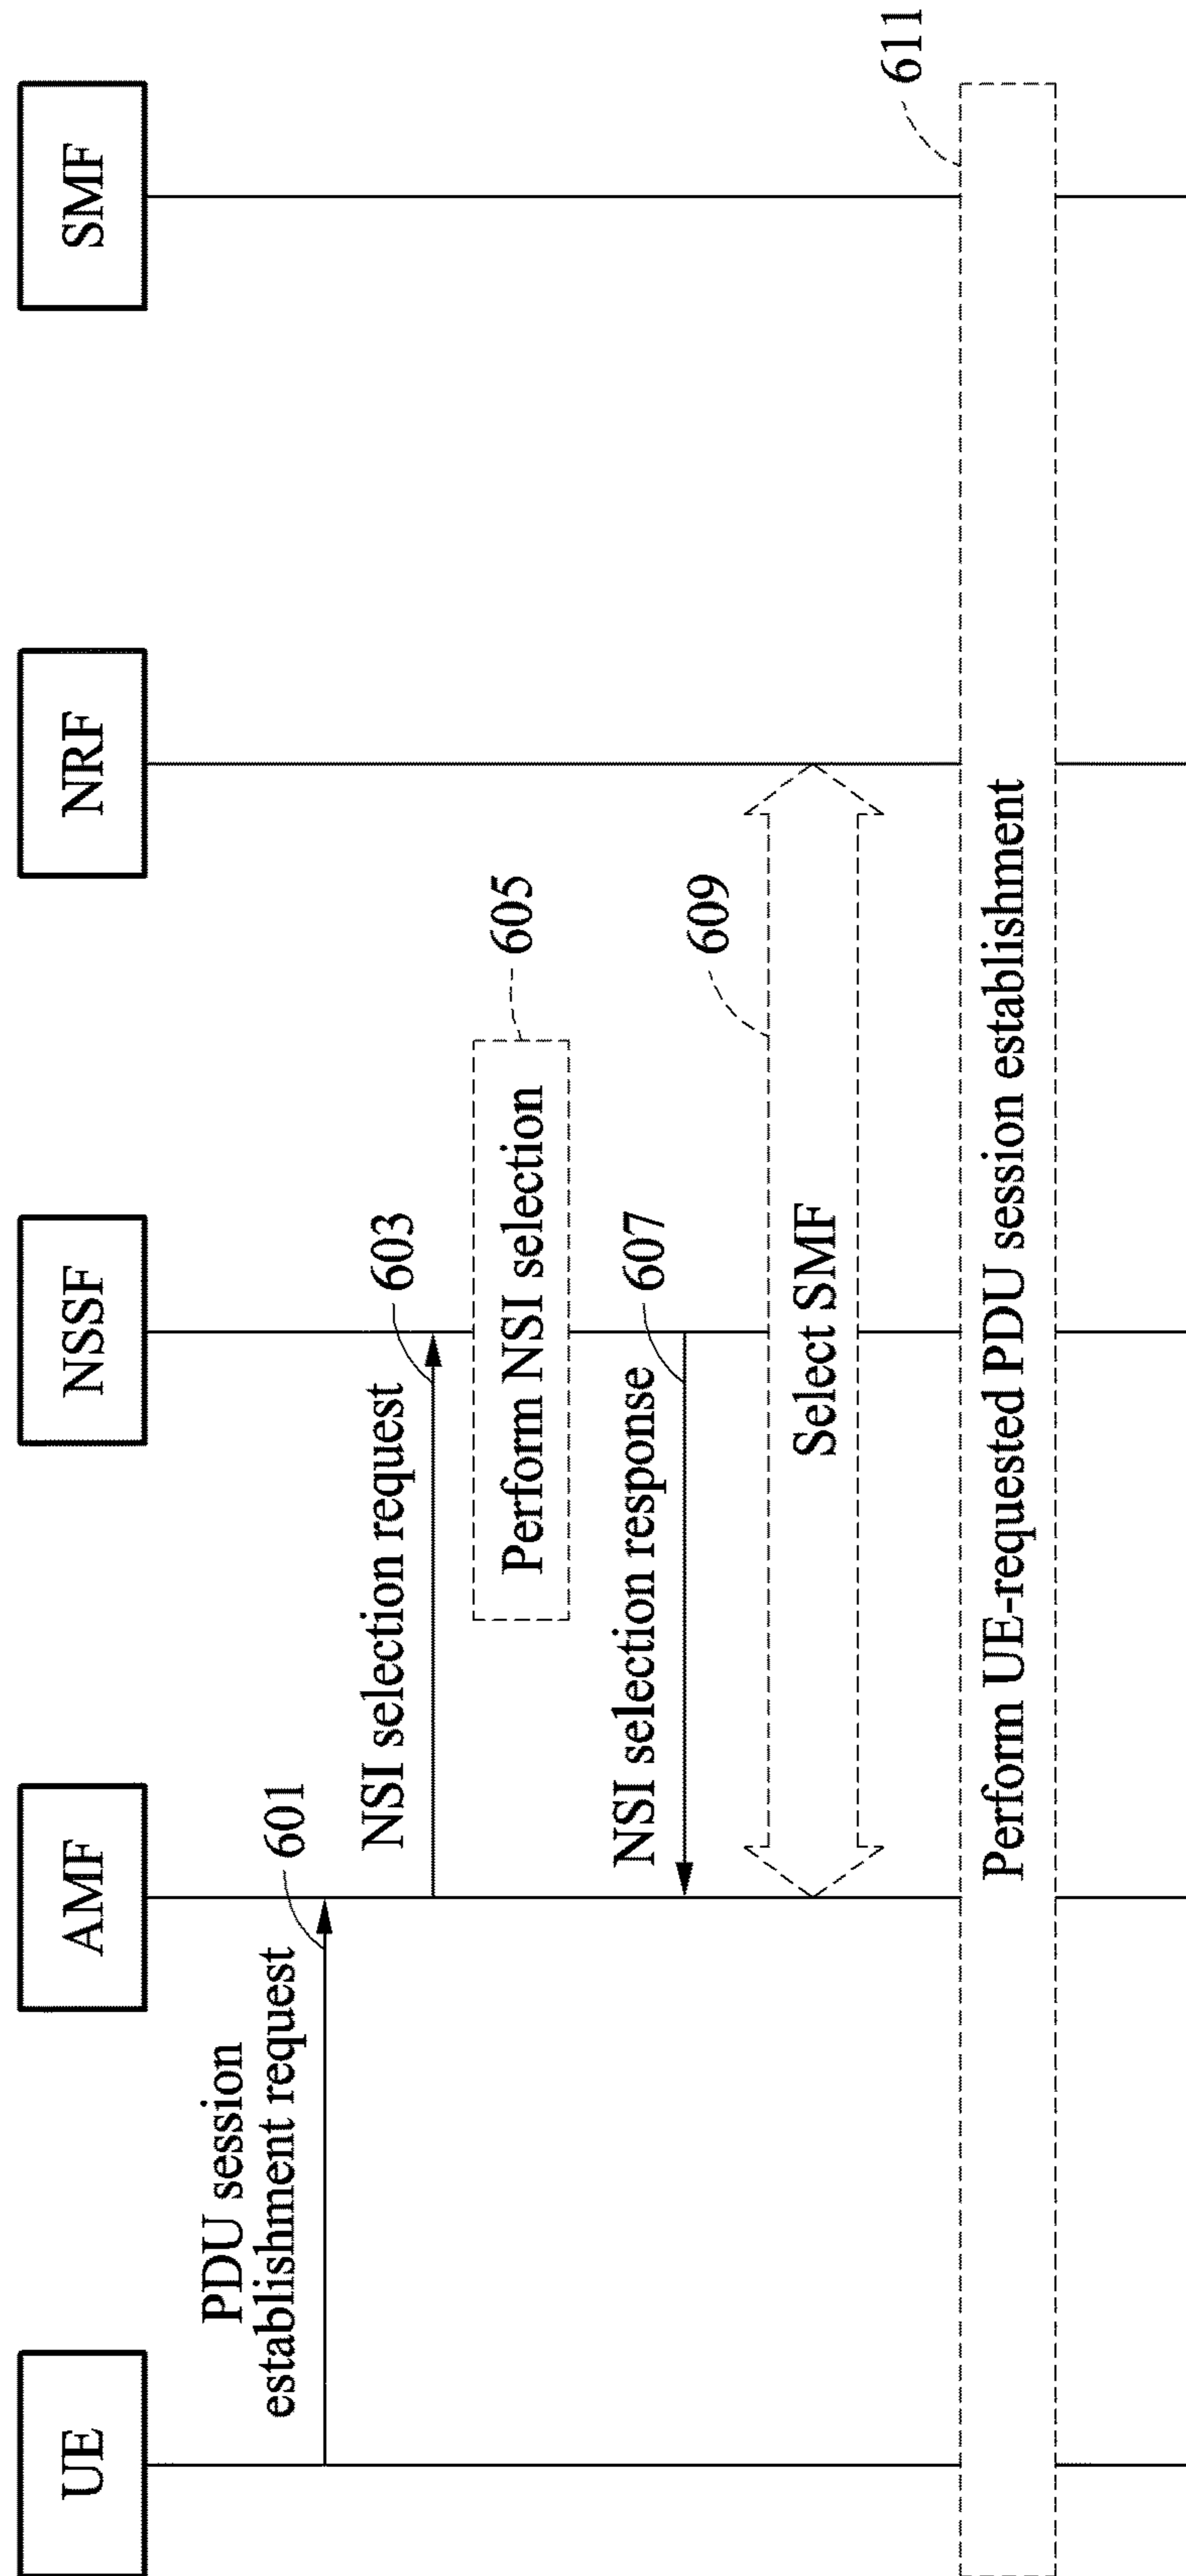 UE
AMF
NSSF
NRF
SMF
PDU session
establishment request
601
NSI selection request
603
Perform NSI selection
605
NSI selection response
607
Select SMF
609
Perform UE-requested PDU session establishment
611